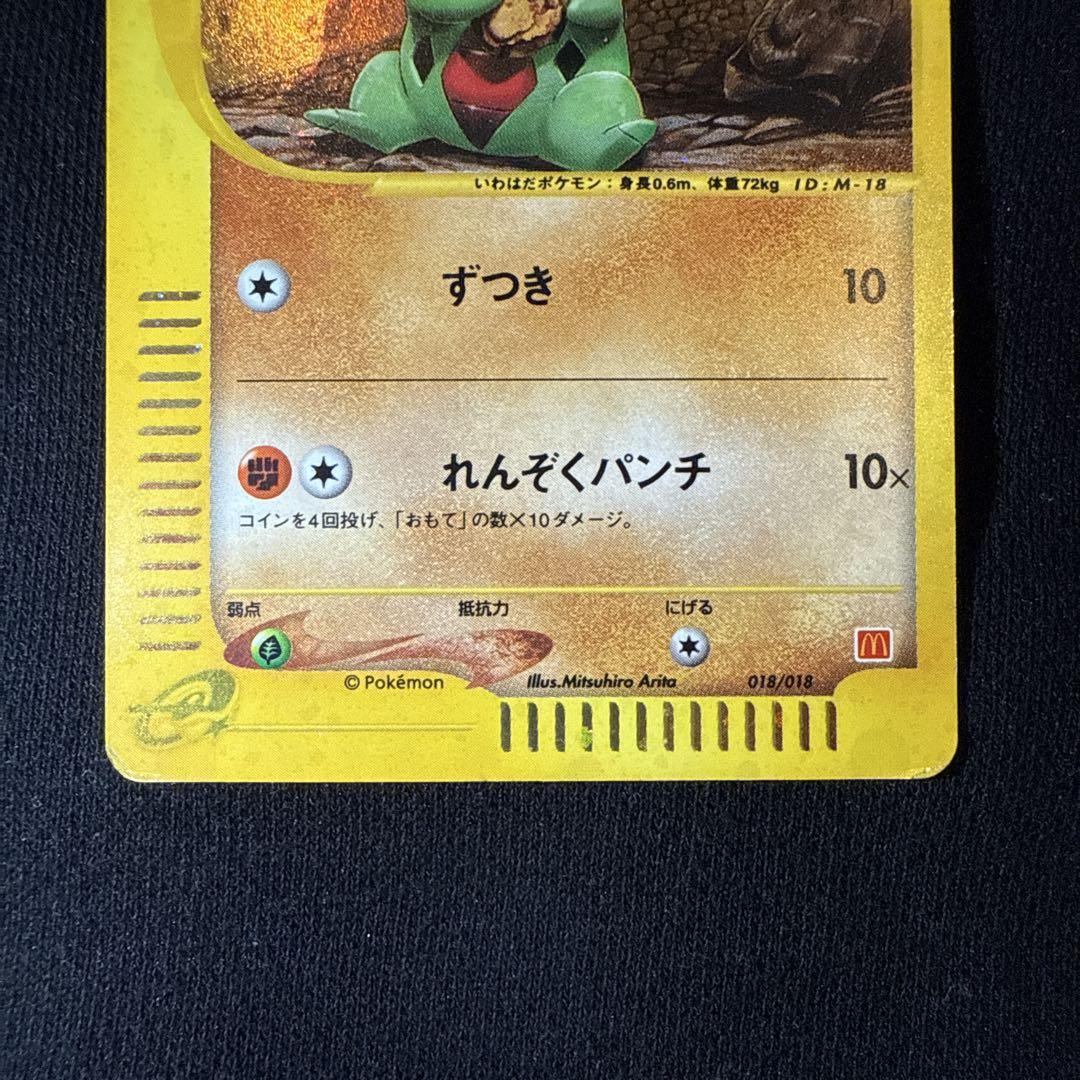 いわはだポケモン：身長0.6m、体重72kg ID:M-18
ずつき 10
れんぞくパンチ 10×
コインを4回投げ、「おもて」の数×10ダメージ。
弱点 抵抗力 にげる
© Pokémon Illus.Mitsuhiro Arita 018/018